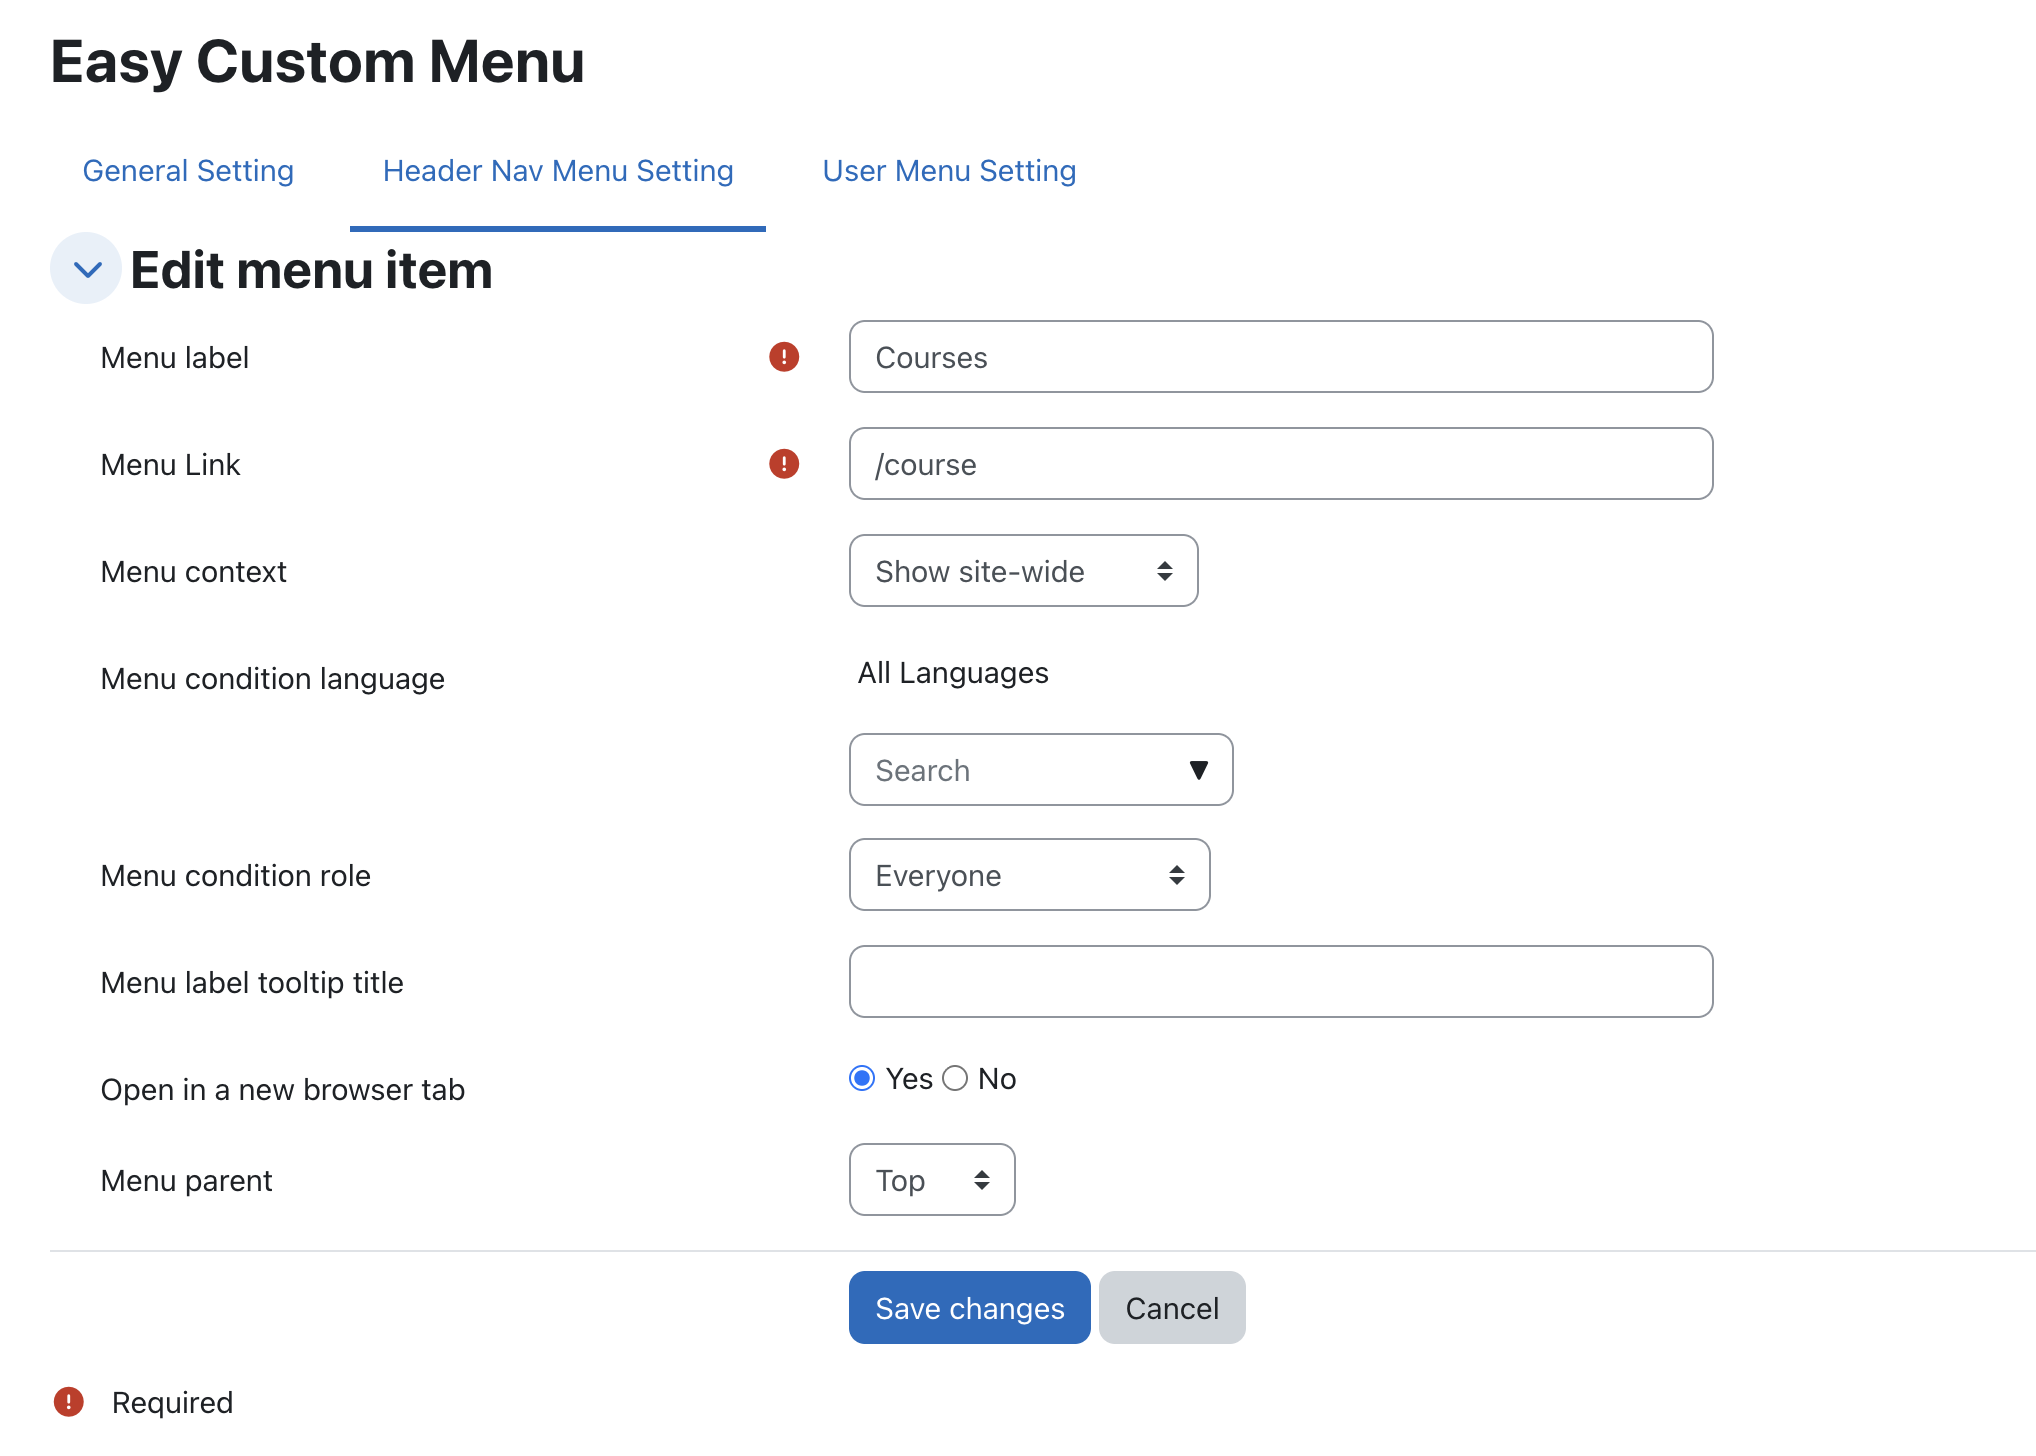 Easy Custom Menu
General Setting Header Nav Menu Setting User Menu Setting
Edit menu item
Menu label Courses
Menu Link /course
Menu context Show site-wide
Menu condition language All Languages
Search
Menu condition role Everyone
Menu label tooltip title
Open in a new browser tab Yes No
Menu parent Top
Save changes Cancel
Required